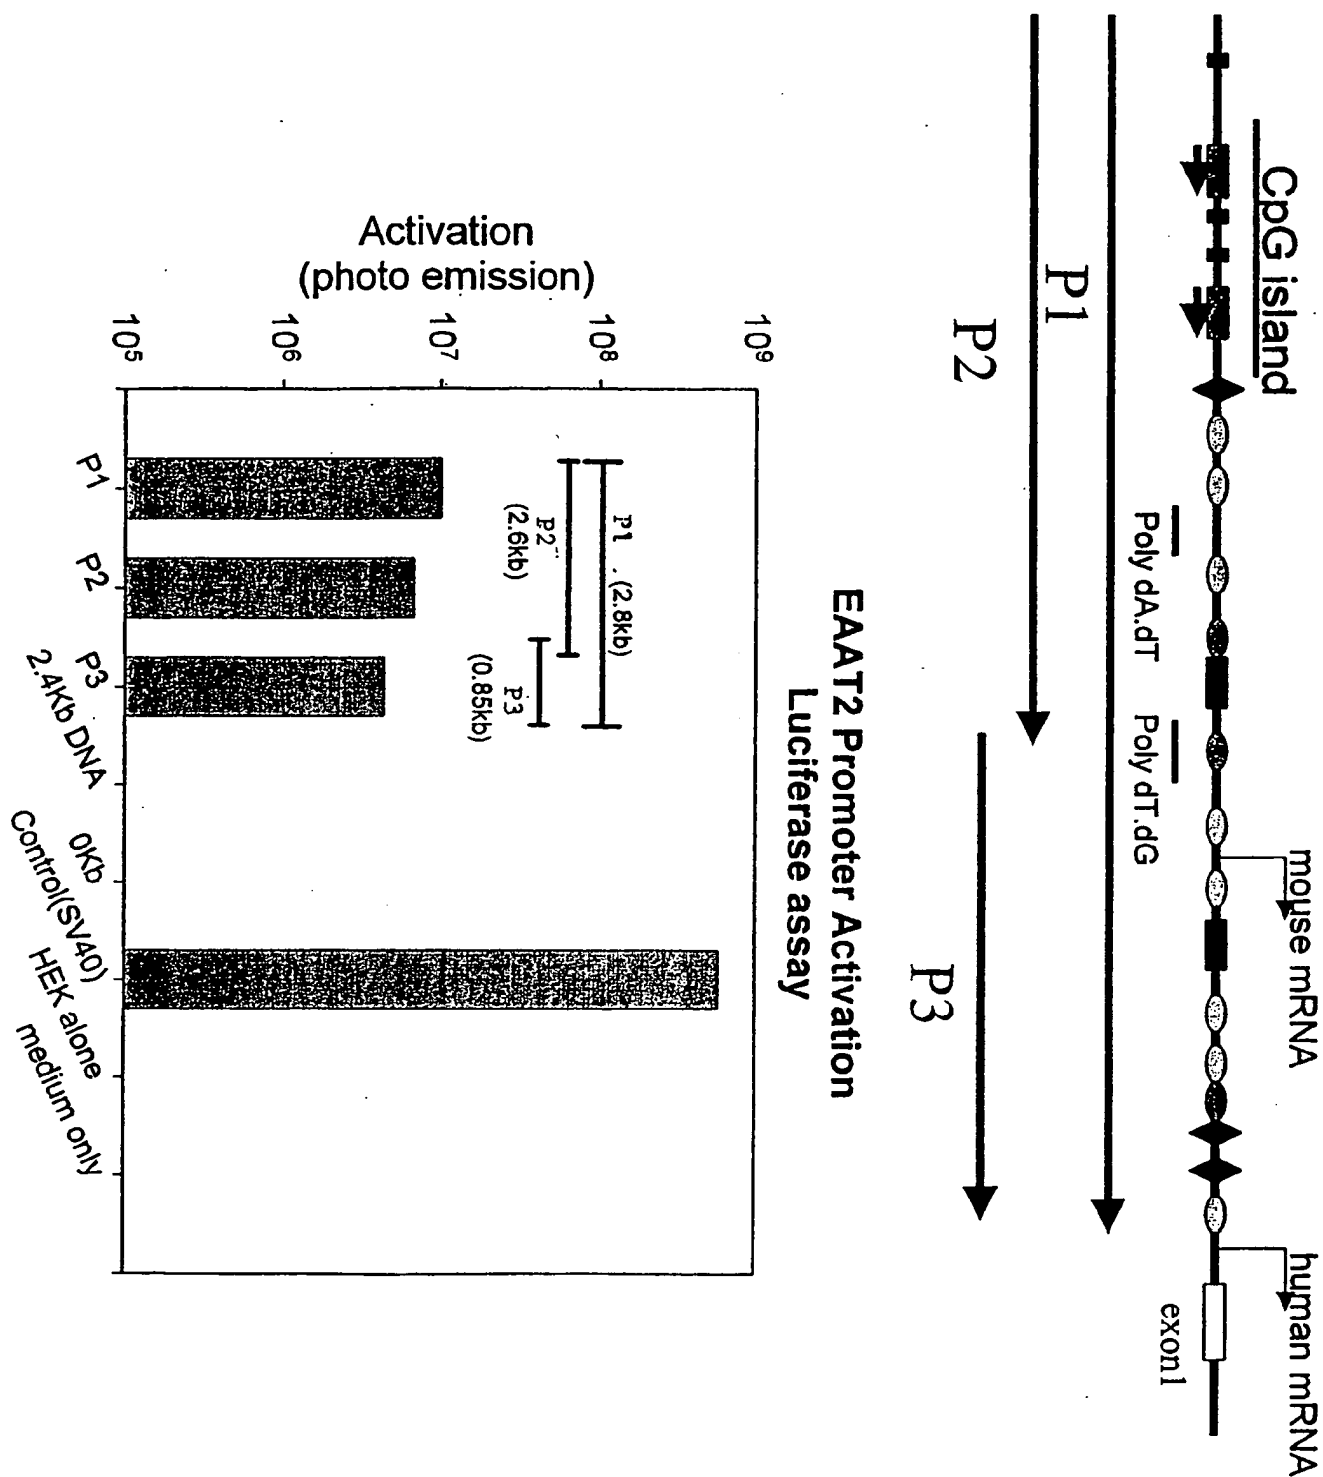 mouse mRNA
human mRNA
CpG island
Poly dA.dT
Poly dT.dG
exon1
P1
P2
P3
EAAT2 Promoter Activation
Luciferase assay
Activation
(photo emission)
10⁹
10⁸
10⁷
10⁶
10⁵
P1 (2.8kb)
P2
(2.6kb)
P3
(0.85kb)
P1
P2
P3
2.4Kb DNA
0Kb
Control(SV40)
HEK alone
medium only